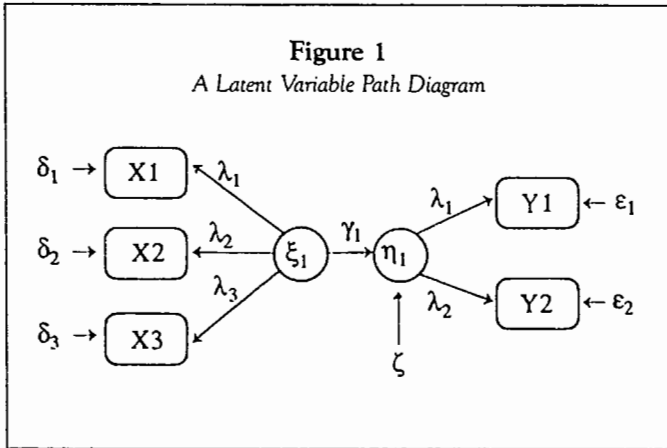 Figure 1
A Latent Variable Path Diagram
δ₁ → X1 λ₁ λ₁ Y1 ← ε₁
δ₂ → X2 λ₂ ξ₁ γ₁ η₁
δ₃ → X3 λ₃ λ₂ Y2 ← ε₂
ζ